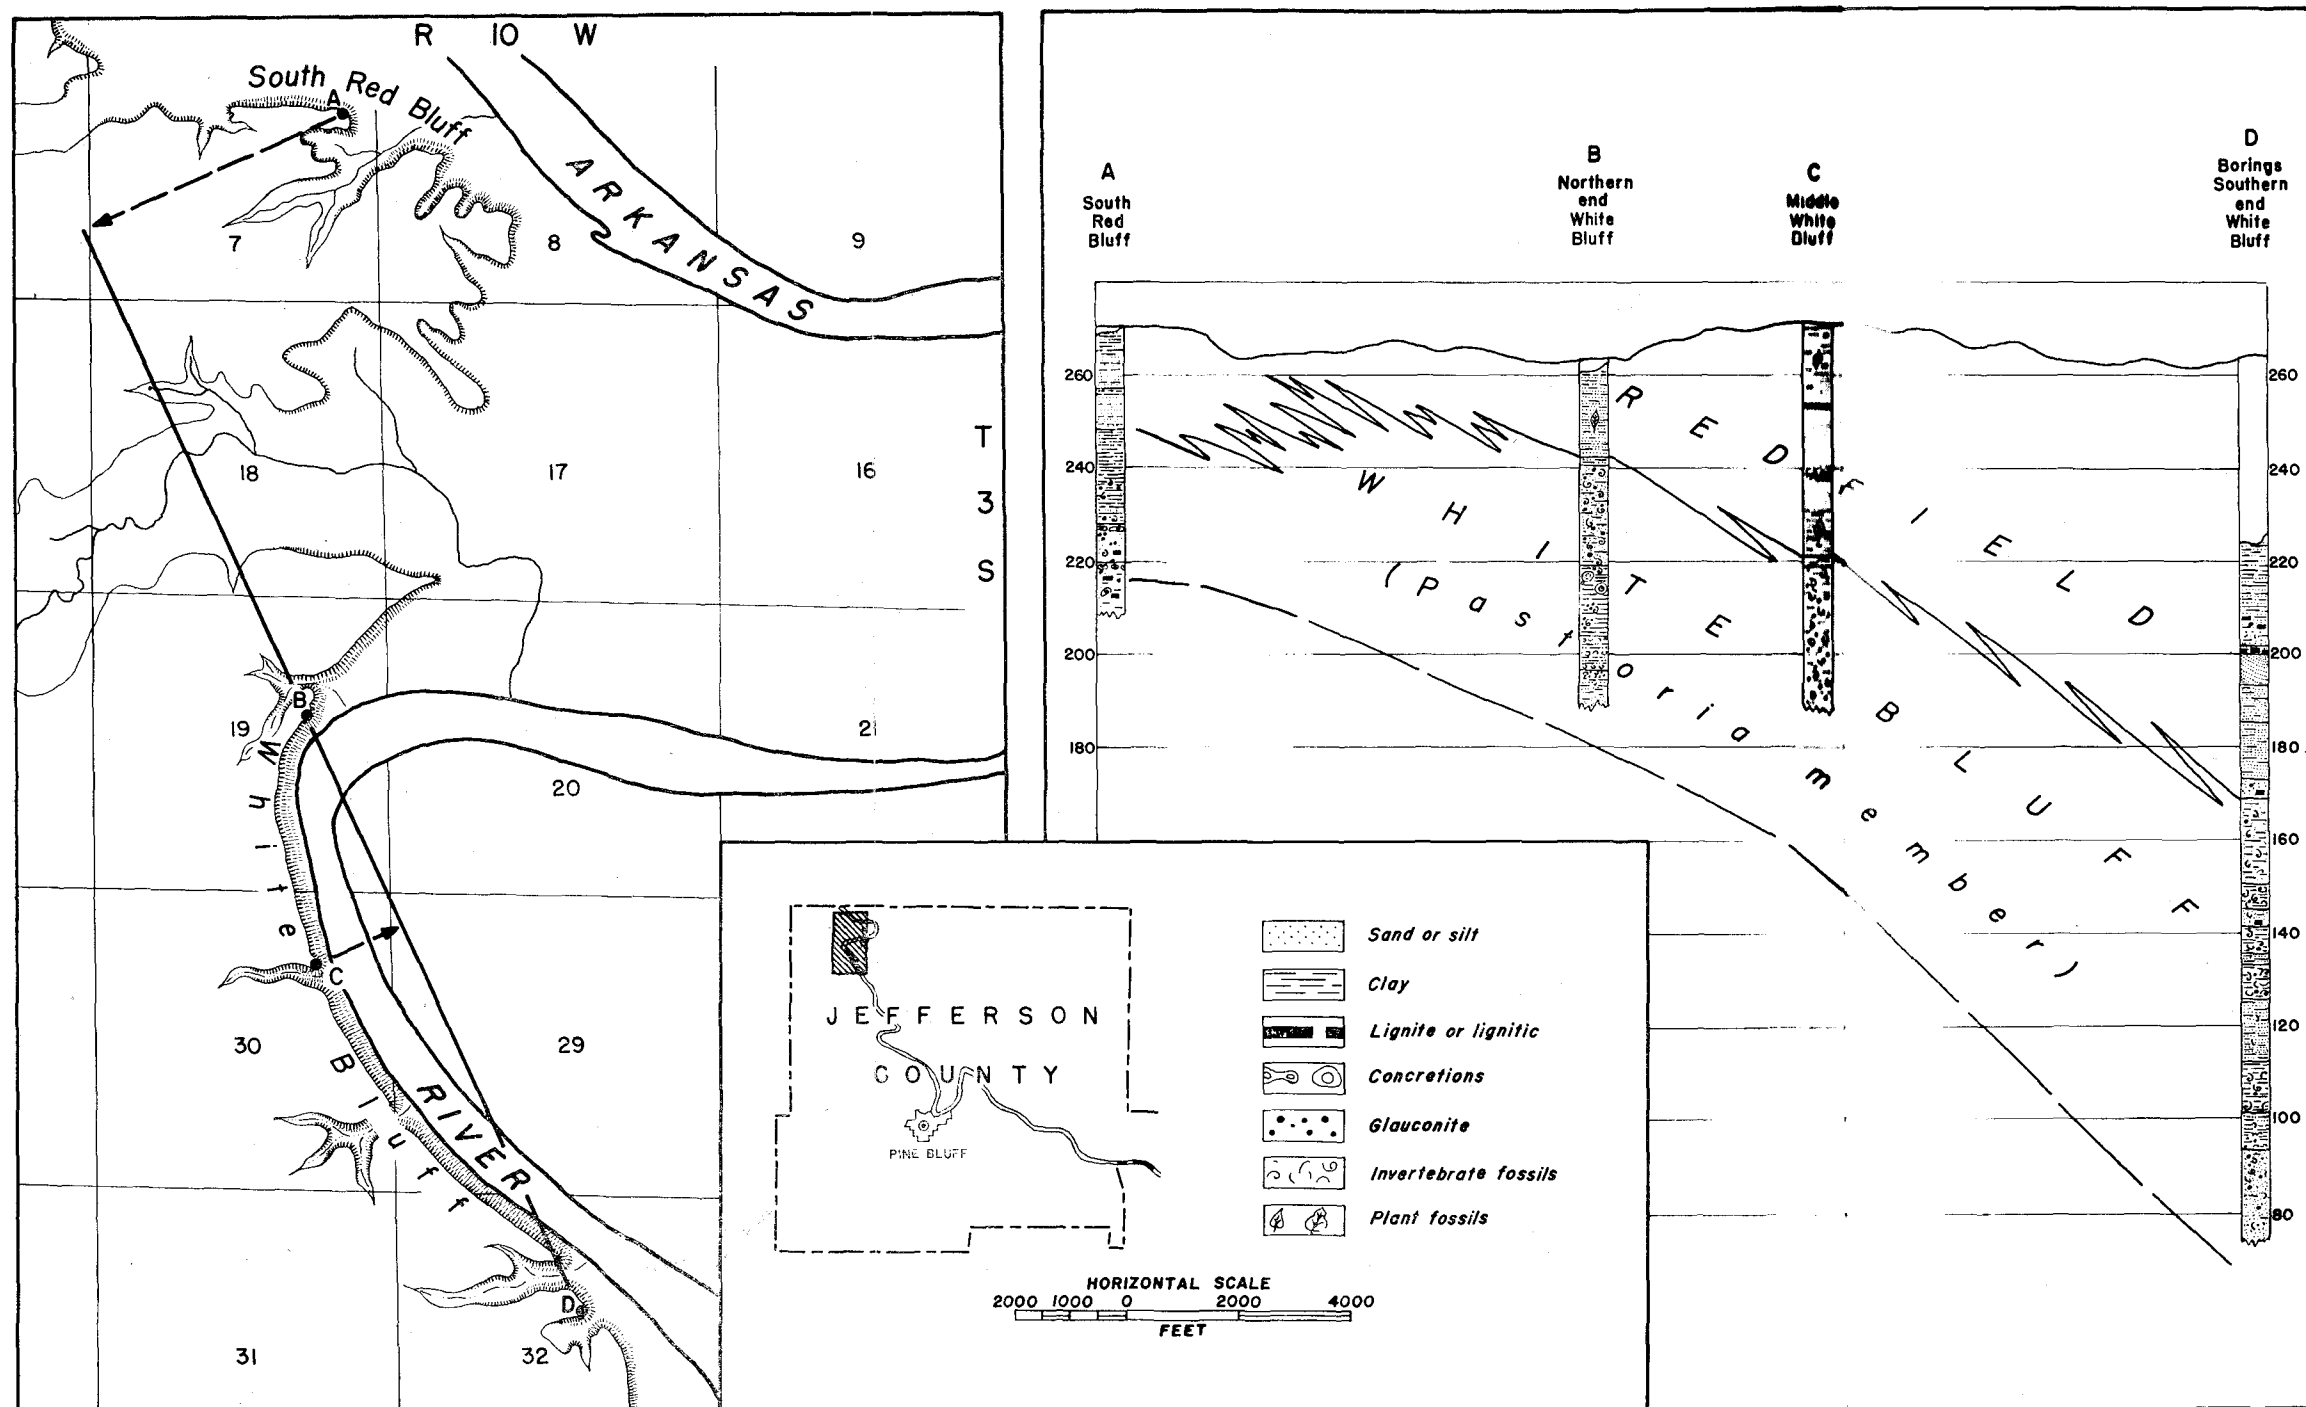 R 10 W
South Red Bluff
A
ARKANSAS
7
8
9
T
3
S
18
17
16
B
19
20
21
White Bluff
C
30
29
RIVER
D
31
32
A
South
Red
Bluff
B
Northern
end
White
Bluff
C
Middle
White
Bluff
D
Borings
Southern
end
White
Bluff
260
240
220
200
180
260
240
220
200
180
160
140
120
100
80
REDFIELD
WHITE BLUFF
(Pastoria member)
JEFFERSON
COUNTY
PINE BLUFF
Sand or silt
Clay
Lignite or lignitic
Concretions
Glauconite
Invertebrate fossils
Plant fossils
HORIZONTAL SCALE
2000 1000 0 2000 4000
FEET